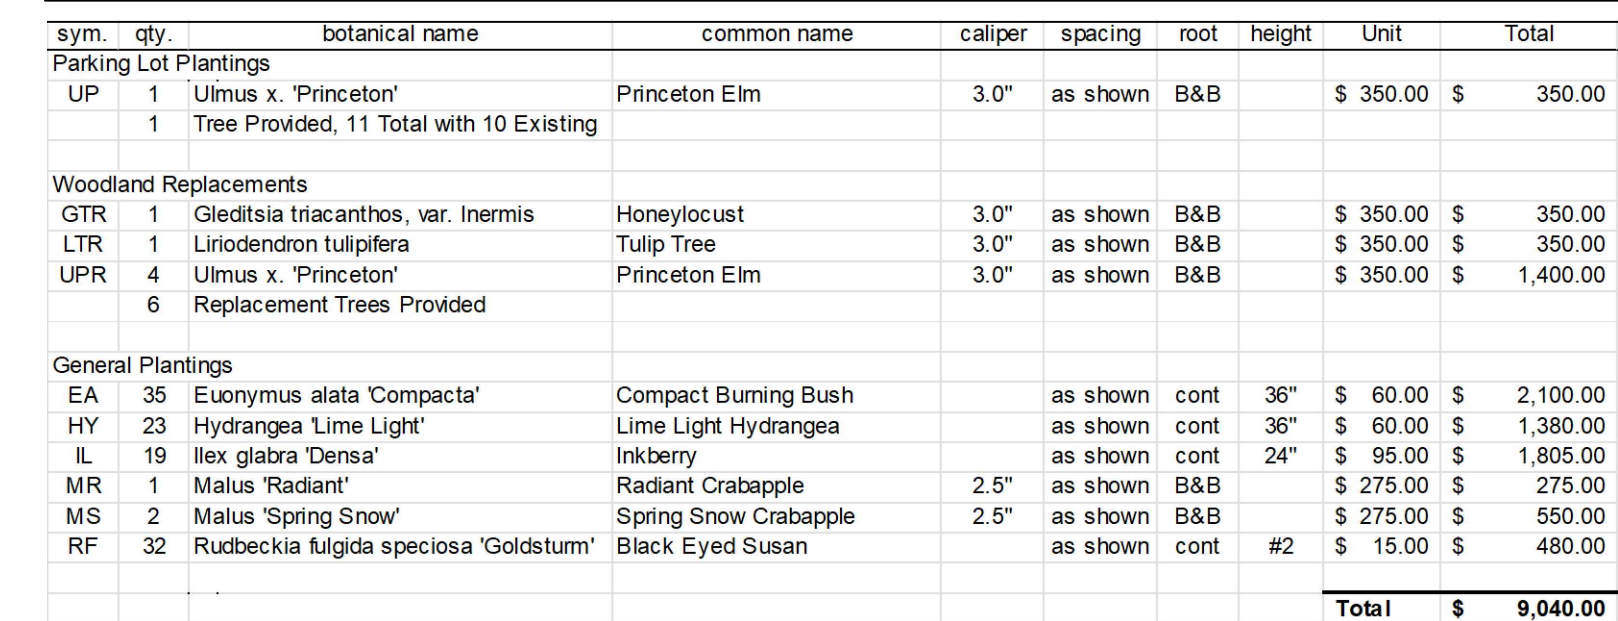 sym. qty. botanical name common name caliper spacing root height Unit Total
Parking Lot Plantings
UP 1 Ulmus x. 'Princeton' Princeton Elm 3.0" as shown B&B $ 350.00 $ 350.00
1 Tree Provided, 11 Total with 10 Existing
Woodland Replacements
GTR 1 Gleditsia triacanthos, var. Inermis Honeylocust 3.0" as shown B&B $ 350.00 $ 350.00
LTR 1 Liriodendron tulipifera Tulip Tree 3.0" as shown B&B $ 350.00 $ 350.00
UPR 4 Ulmus x. 'Princeton' Princeton Elm 3.0" as shown B&B $ 350.00 $ 1,400.00
6 Replacement Trees Provided
General Plantings
EA 35 Euonymus alata 'Compacta' Compact Burning Bush as shown cont 36" $ 60.00 $ 2,100.00
HY 23 Hydrangea 'Lime Light' Lime Light Hydrangea as shown cont 36" $ 60.00 $ 1,380.00
IL 19 Ilex glabra 'Densa' Inkberry as shown cont 24" $ 95.00 $ 1,805.00
MR 1 Malus 'Radiant' Radiant Crabapple 2.5" as shown B&B $ 275.00 $ 275.00
MS 2 Malus 'Spring Snow' Spring Snow Crabapple 2.5" as shown B&B $ 275.00 $ 550.00
RF 32 Rudbeckia fulgida speciosa 'Goldsturm' Black Eyed Susan as shown cont #2 $ 15.00 $ 480.00
Total $ 9,040.00